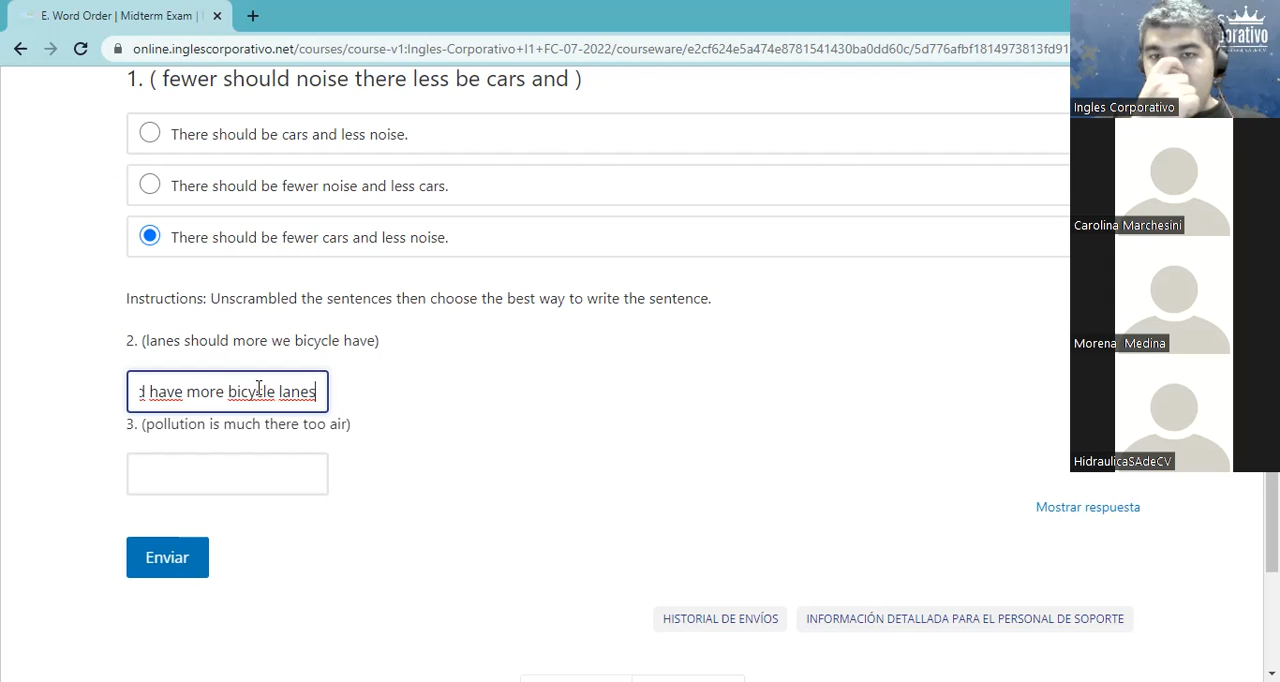 E. Word Order | Midterm Exam |
online.inglescorporativo.net/courses/course-v1:Ingles-Corporativo+I1+FC-07-2022/courseware/e2cf624e5a474e8781541430ba0dd60c/5d776afbf1814973813fd91
1. ( fewer should noise there less be cars and )
There should be cars and less noise.
There should be fewer noise and less cars.
There should be fewer cars and less noise.
Instructions: Unscrambled the sentences then choose the best way to write the sentence.
2. (lanes should more we bicycle have)
d have more bicycle lanes
3. (pollution is much there too air)
Mostrar respuesta
Enviar
HISTORIAL DE ENVÍOS
INFORMACIÓN DETALLADA PARA EL PERSONAL DE SOPORTE
orativo
Ingles Corporativo
Carolina Marchesini
Morena Medina
HidraulicaSAdeCV